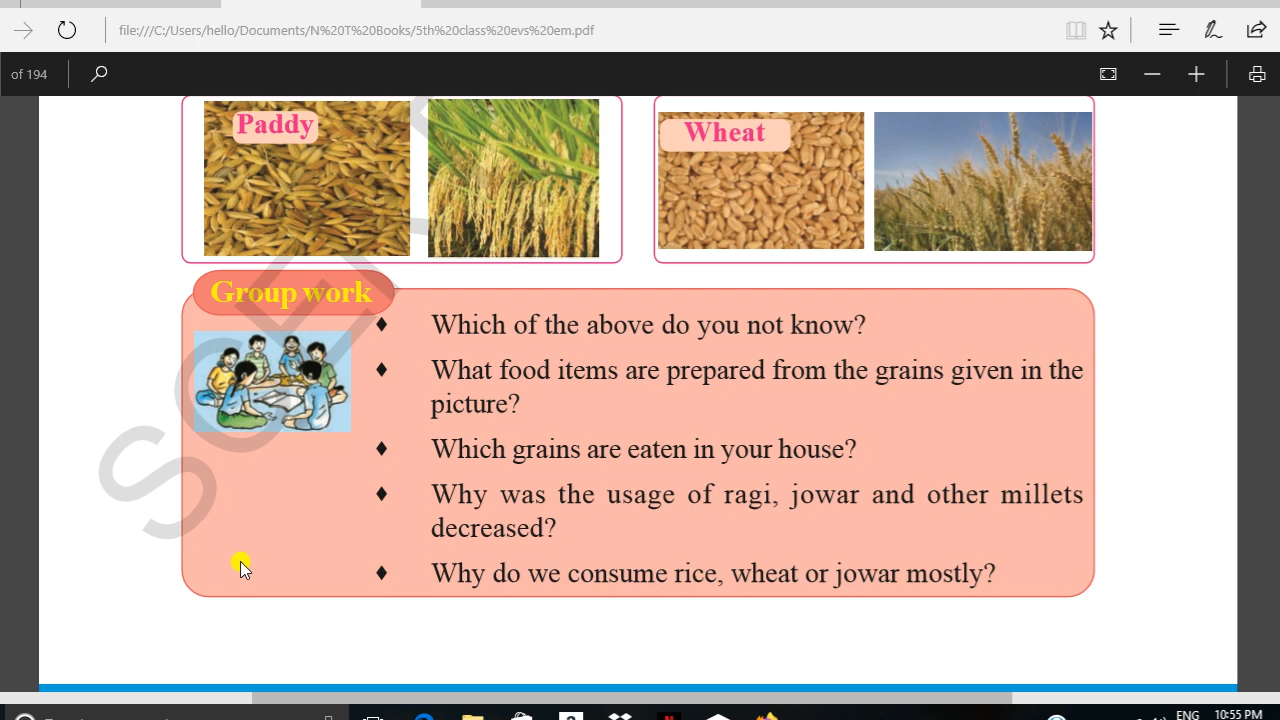 file:///C:/Users/hello/Documents/N%20T%20Books/5th%20class%20evs%20em.pdf
of 194
Paddy
Wheat
Group work
♦ Which of the above do you not know?
♦ What food items are prepared from the grains given in the
picture?
♦ Which grains are eaten in your house?
♦ Why was the usage of ragi, jowar and other millets
decreased?
♦ Why do we consume rice, wheat or jowar mostly?
ENG
10:55 PM